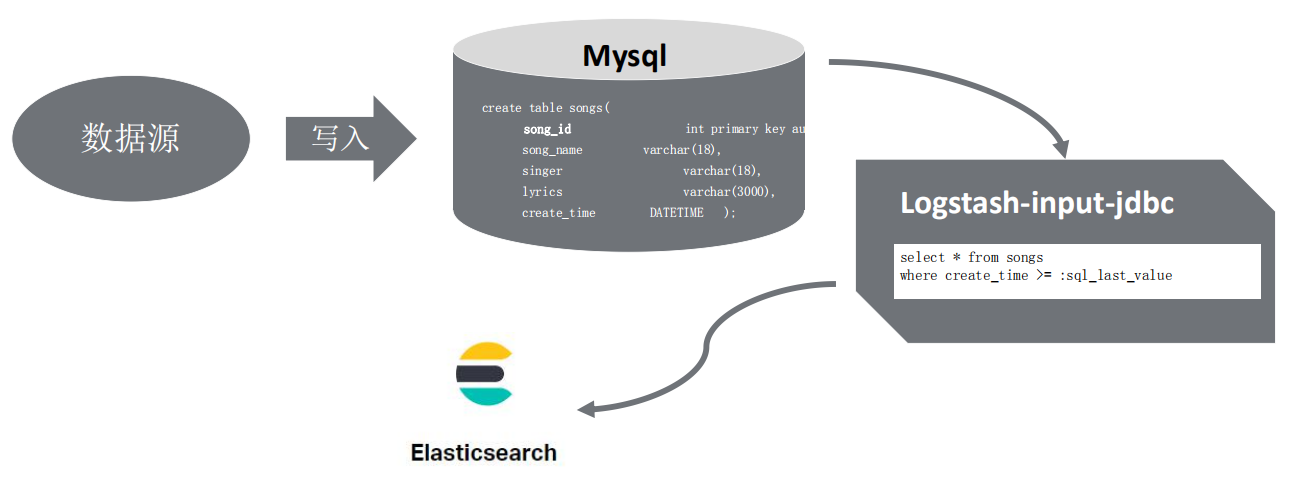 数据源
写入
Mysql
create table songs(
song_id int primary key au
song_name varchar(18),
singer varchar(18),
lyrics varchar(3000),
create_time DATETIME );
Logstash-input-jdbc
select * from songs
where create_time >= :sql_last_value
Elasticsearch